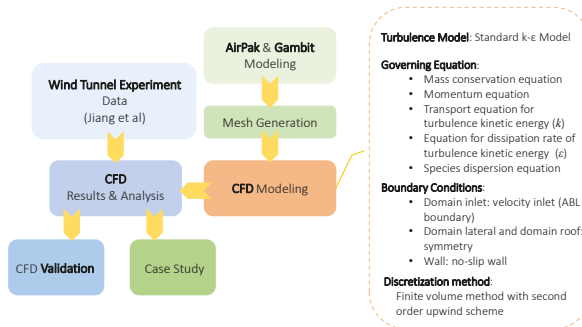 AirPak & Gambit
Modeling
Wind Tunnel Experiment
Data
(Jiang et al)
Mesh Generation
CFD
Results & Analysis
CFD Modeling
CFD Validation
Case Study
Turbulence Model: Standard k-ε Model
Governing Equation:
• Mass conservation equation
• Momentum equation
• Transport equation for
turbulence kinetic energy (k)
• Equation for dissipation rate of
turbulence kinetic energy (ε)
• Species dispersion equation
Boundary Conditions:
• Domain inlet: velocity inlet (ABL
boundary)
• Domain lateral and domain roof:
symmetry
• Wall: no-slip wall
Discretization method:
Finite volume method with second
order upwind scheme